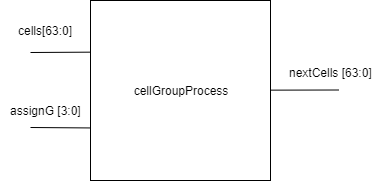 cells[63:0]
nextCells [63:0]
cellGroupProcess
assignG [3:0]